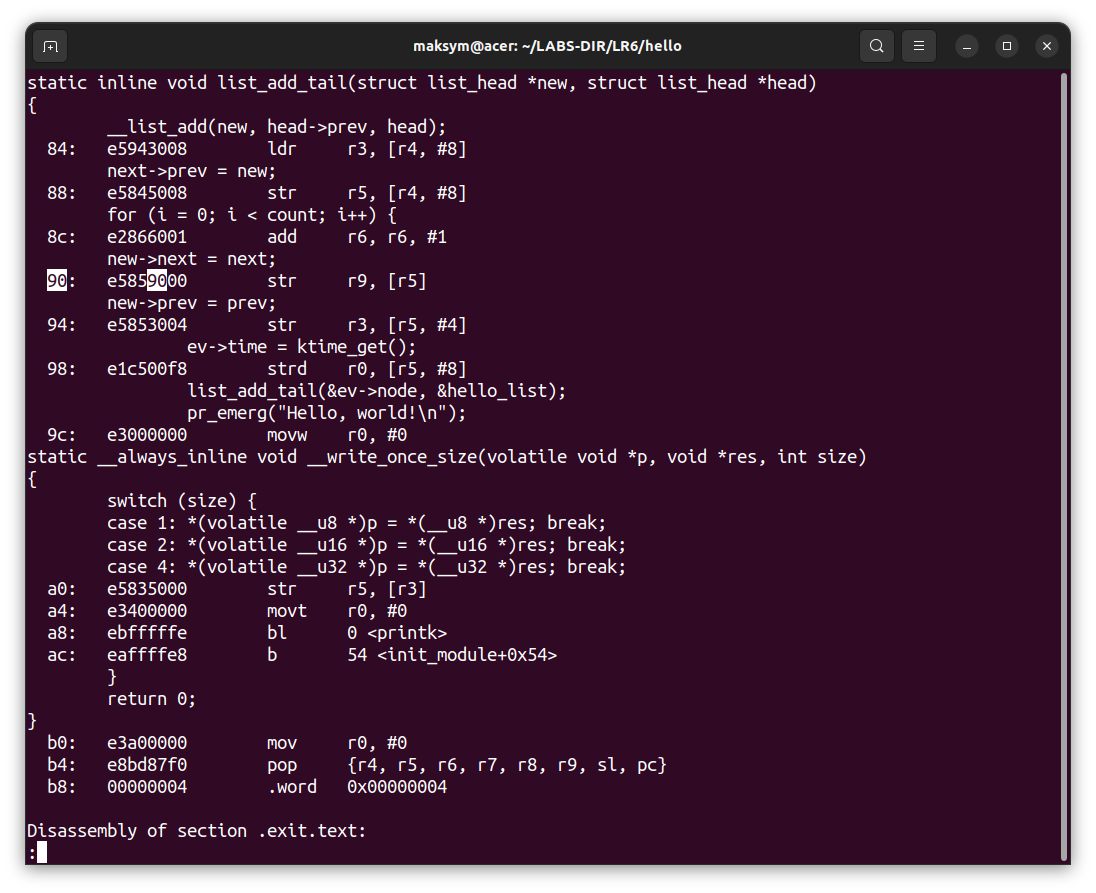 maksym@acer: ~/LABS-DIR/LR6/hello
static inline void list_add_tail(struct list_head *new, struct list_head *head)
{
        __list_add(new, head->prev, head);
  84:   e5943008        ldr     r3, [r4, #8]
        next->prev = new;
  88:   e5845008        str     r5, [r4, #8]
        for (i = 0; i < count; i++) {
  8c:   e2866001        add     r6, r6, #1
        new->next = next;
  90:   e5859000        str     r9, [r5]
        new->prev = prev;
  94:   e5853004        str     r3, [r5, #4]
                ev->time = ktime_get();
  98:   e1c500f8        strd    r0, [r5, #8]
                list_add_tail(&ev->node, &hello_list);
                pr_emerg("Hello, world!\n");
  9c:   e3000000        movw    r0, #0
static __always_inline void __write_once_size(volatile void *p, void *res, int size)
{
        switch (size) {
        case 1: *(volatile __u8 *)p = *(__u8 *)res; break;
        case 2: *(volatile __u16 *)p = *(__u16 *)res; break;
        case 4: *(volatile __u32 *)p = *(__u32 *)res; break;
  a0:   e5835000        str     r5, [r3]
  a4:   e3400000        movt    r0, #0
  a8:   ebfffffe        bl      0 <printk>
  ac:   eaffffe8        b       54 <init_module+0x54>
        }
        return 0;
}
  b0:   e3a00000        mov     r0, #0
  b4:   e8bd87f0        pop     {r4, r5, r6, r7, r8, r9, sl, pc}
  b8:   00000004        .word   0x00000004

Disassembly of section .exit.text:
: